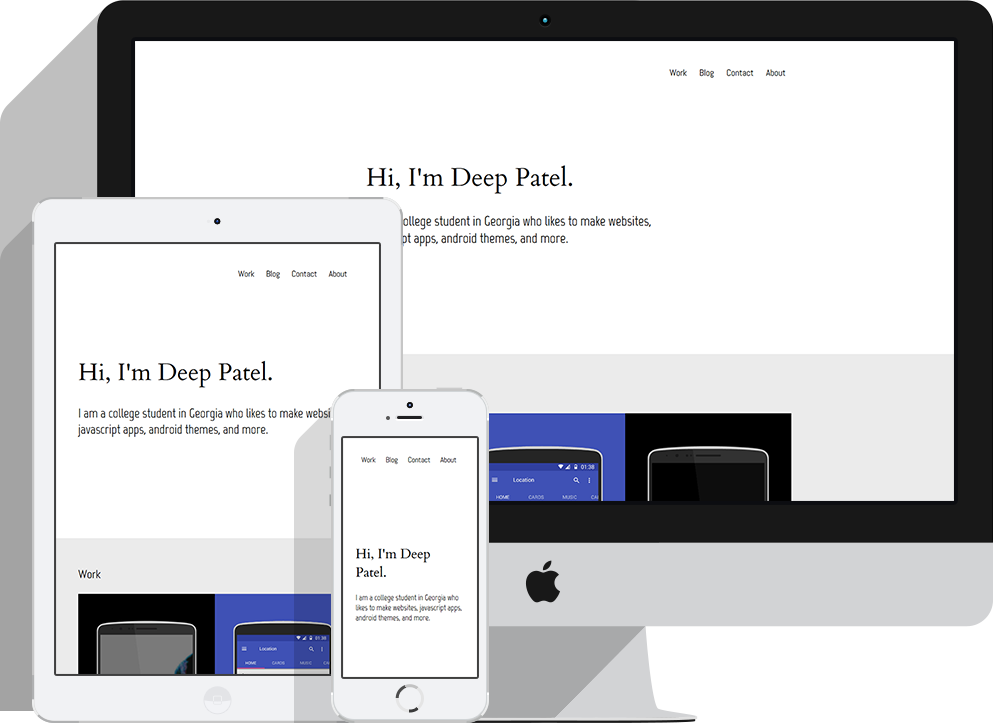 Work Blog Contact About
Hi, I'm Deep Patel.
ollege student in Georgia who likes to make websites,
pt apps, android themes, and more.
01:38
Location
HOME CARDS MUSIC
Work Blog Contact About
Hi, I'm Deep Patel.
I am a college student in Georgia who likes to make websi
javascript apps, android themes, and more.
Work
01:38
Location
HOME CARDS MUSIC
Work Blog Contact About
Hi, I'm Deep
Patel.
I am a college student in Georgia who
likes to make websites, javascript apps,
android themes, and more.